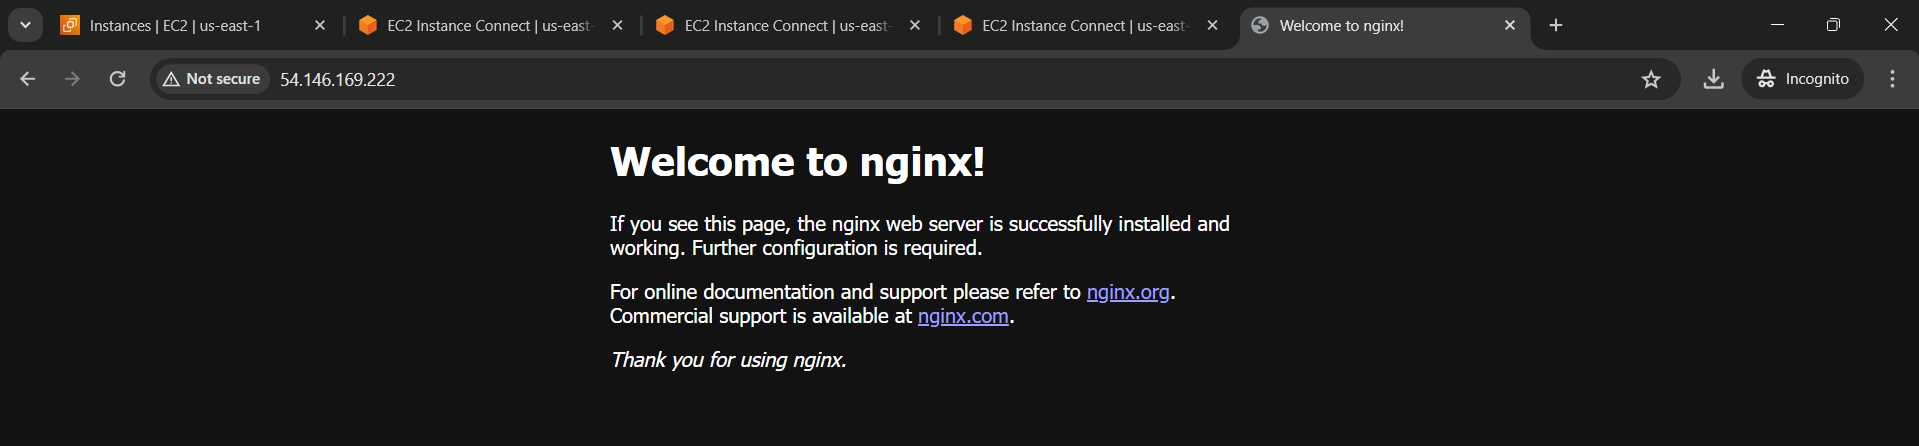 Instances | EC2 | us-east-1
EC2 Instance Connect | us-east-
EC2 Instance Connect | us-east-
EC2 Instance Connect | us-east-
Welcome to nginx!
Not secure
54.146.169.222
Incognito
Welcome to nginx!
If you see this page, the nginx web server is successfully installed and
working. Further configuration is required.
For online documentation and support please refer to nginx.org.
Commercial support is available at nginx.com.
Thank you for using nginx.